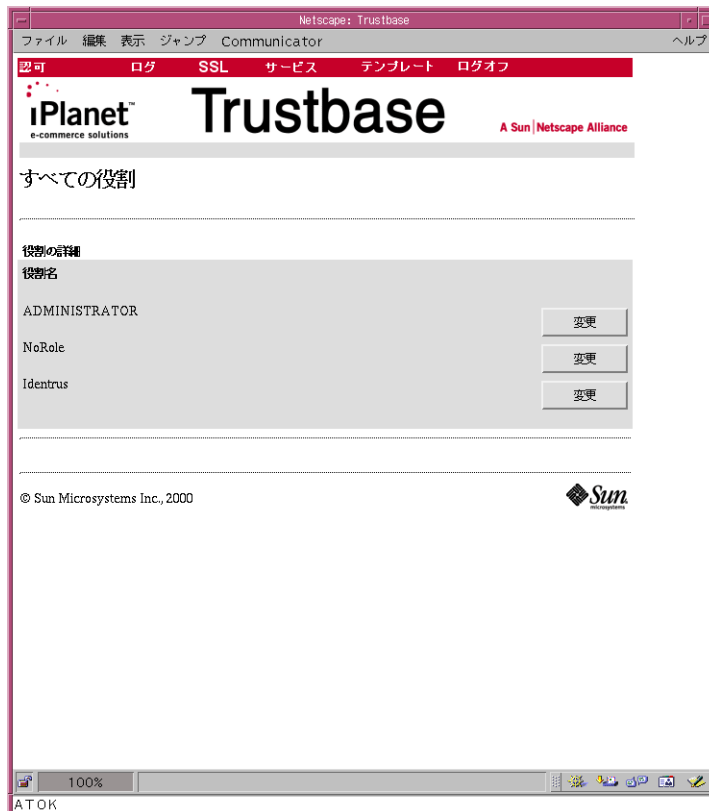 Netscape: Trustbase
ファイル 編集 表示 ジャンプ Communicator ヘルプ
認可 ログ SSL サービス テンプレート ログオフ
iPlanet™
e-commerce solutions
Trustbase
A Sun|Netscape Alliance
すべての役割
役割の詳細
役割名
ADMINISTRATOR
変更
NoRole
変更
Identrus
変更
© Sun Microsystems Inc., 2000
Sun
microsystems
100%
ATOK